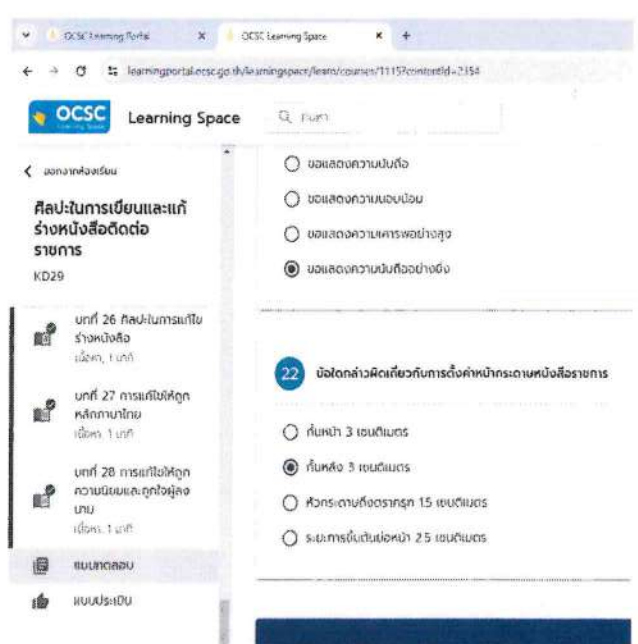 OCSC Learning Portal
OCSC Learning Space
learningportal.ocsc.go.th/learningspace/learn/courses/1115?contentId=2354
OCSC
Learning Space
Learning Space
ค้นหา
ออกจากห้องเรียน
ศิลปะในการเขียนและแก้
ร่างหนังสือติดต่อ
ราชการ
KD29
บทที่ 26 ศิลปะในการแก้ไข
ร่างหนังสือ
เนื้อหา, 1 นาที
บทที่ 27 การแก้ไขให้ถูก
หลักภาษาไทย
เนื้อหา, 1 นาที
บทที่ 28 การแก้ไขให้ถูก
ความนิยมและถูกใจผู้ลง
นาม
เนื้อหา, 1 นาที
แบบทดสอบ
แบบประเมิน
ขอแสดงความนับถือ
ขอแสดงความนอบน้อม
ขอแสดงความเคารพอย่างสูง
ขอแสดงความนับถืออย่างยิ่ง
22 ข้อใดกล่าวผิดเกี่ยวกับการตั้งค่าหน้ากระดาษหนังสือราชการ
กั้นหน้า 3 เซนติเมตร
กั้นหลัง 3 เซนติเมตร
หัวกระดาษถึงตราครุฑ 1.5 เซนติเมตร
ระยะการขึ้นต้นย่อหน้า 2.5 เซนติเมตร